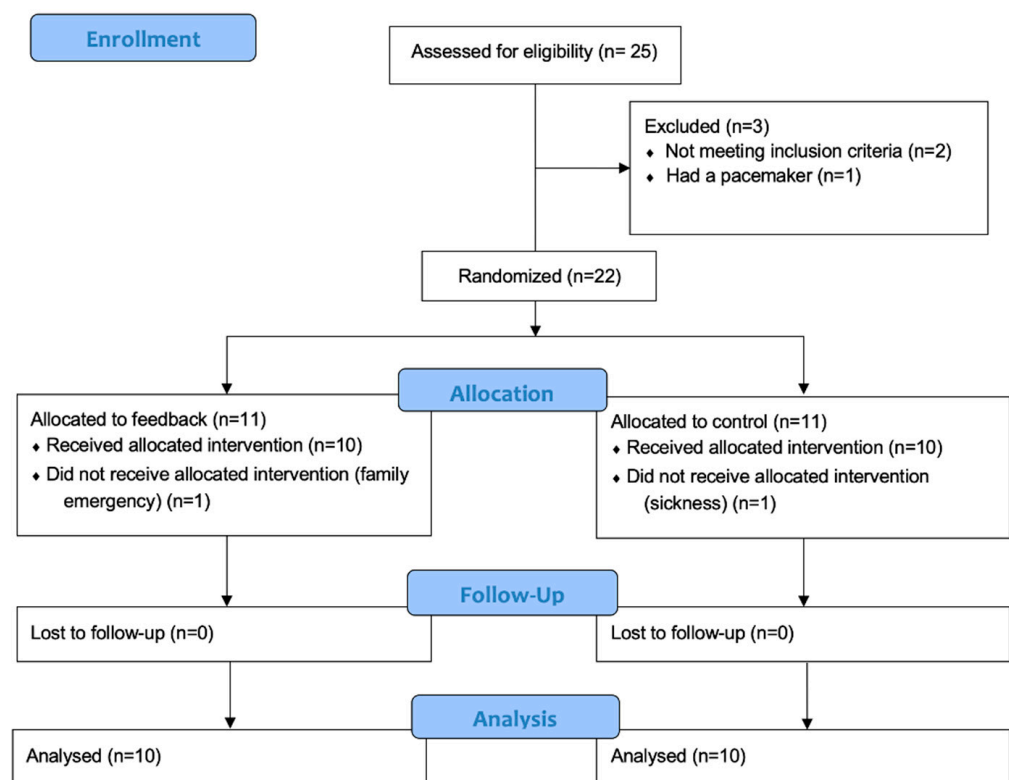 Enrollment
Assessed for eligibility (n= 25)
Excluded (n=3)
♦ Not meeting inclusion criteria (n=2)
♦ Had a pacemaker (n=1)
Randomized (n=22)
Allocation
Allocated to feedback (n=11)
♦ Received allocated intervention (n=10)
♦ Did not receive allocated intervention (family
emergency) (n=1)
Allocated to control (n=11)
♦ Received allocated intervention (n=10)
♦ Did not receive allocated intervention
(sickness) (n=1)
Follow-Up
Lost to follow-up (n=0)
Lost to follow-up (n=0)
Analysis
Analysed (n=10)
Analysed (n=10)